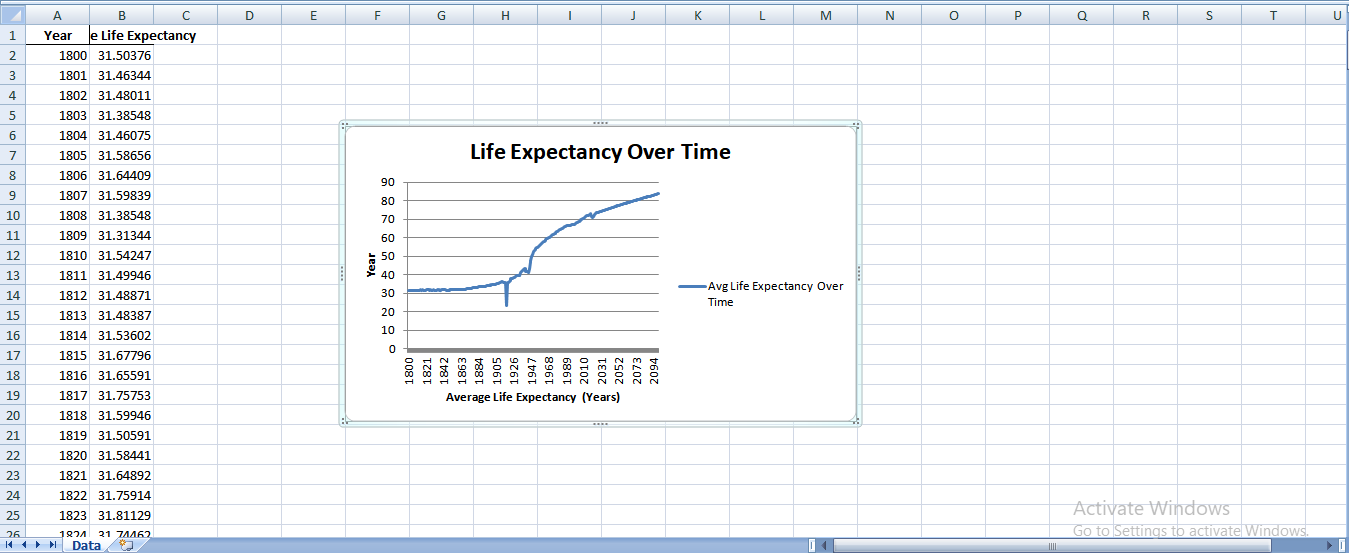 A B C D E F G H I J K L M N O P Q R S T U
1 Year e Life Expectancy
2 1800 31.50376
3 1801 31.46344
4 1802 31.48011
5 1803 31.38548
6 1804 31.46075
7 1805 31.58656
8 1806 31.64409
9 1807 31.59839
10 1808 31.38548
11 1809 31.31344
12 1810 31.54247
13 1811 31.49946
14 1812 31.48871
15 1813 31.48387
16 1814 31.53602
17 1815 31.67796
18 1816 31.65591
19 1817 31.75753
20 1818 31.59946
21 1819 31.50591
22 1820 31.58441
23 1821 31.64892
24 1822 31.75914
25 1823 31.81129
26 1824 31.74462
Life Expectancy Over Time
90
80
70
60
50
40
30
20
10
0
Year
1800 1821 1842 1863 1884 1905 1926 1947 1968 1989 2010 2031 2052 2073 2094
Average Life Expectancy (Years)
Avg Life Expectancy Over
Time
Activate Windows
Go to Settings to activate Windows.
Data